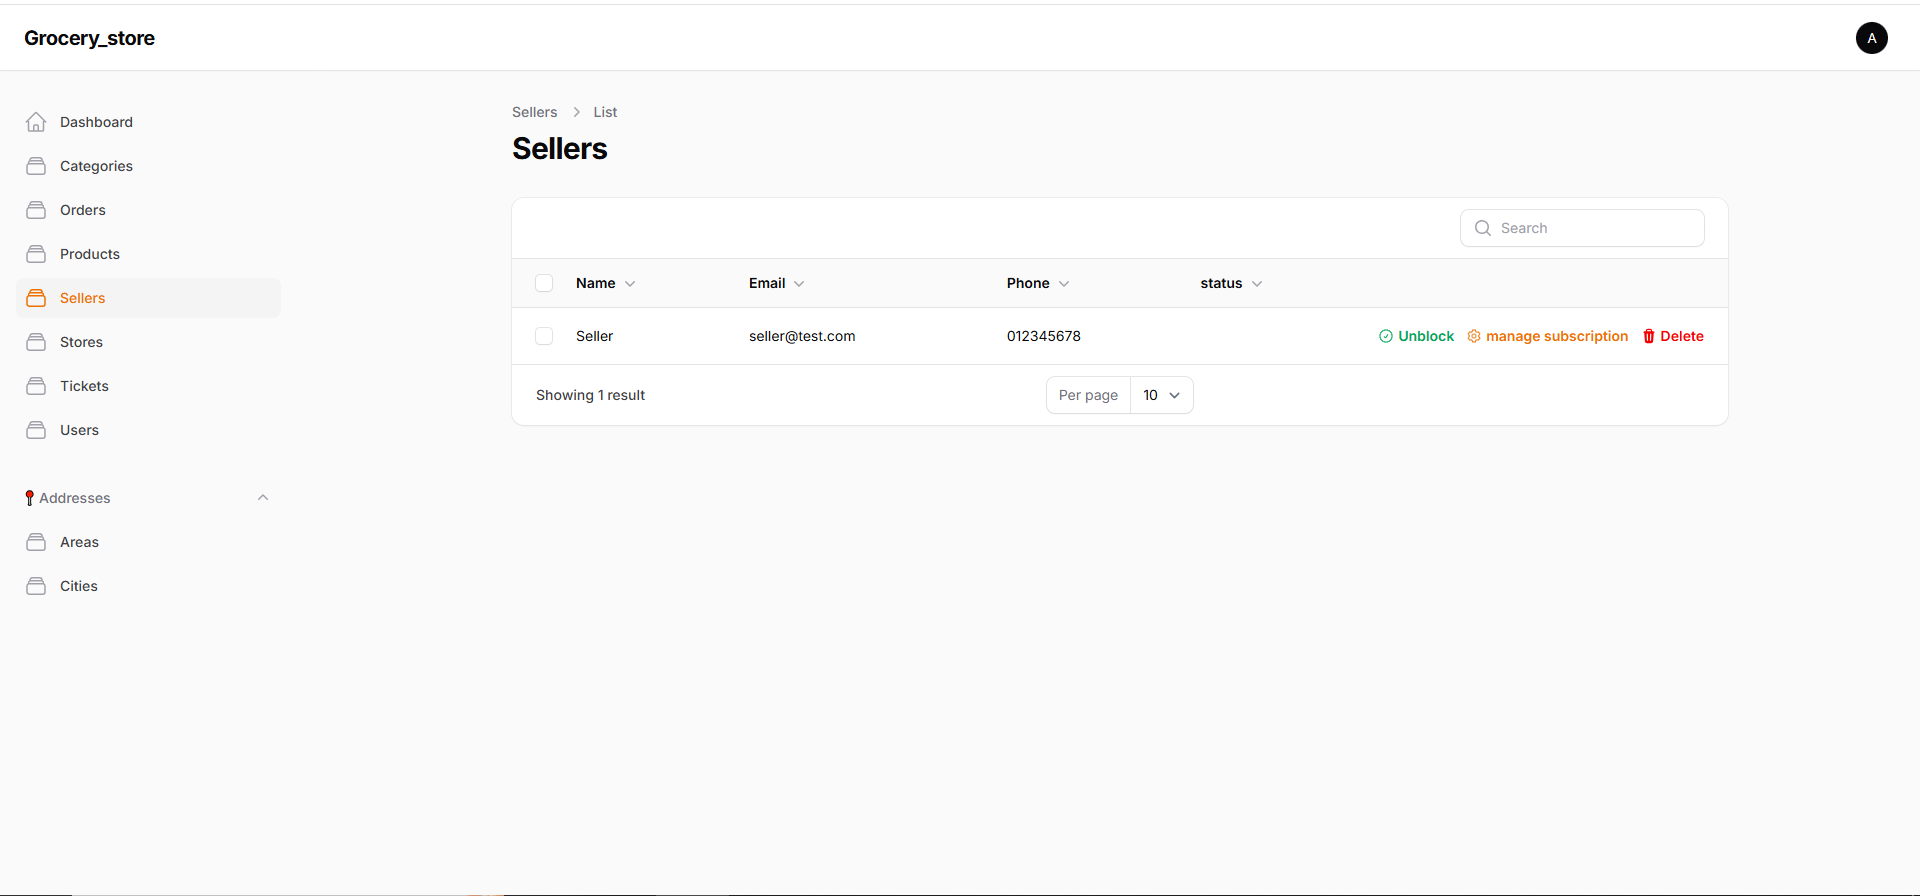 Grocery_store
A
Dashboard
Categories
Orders
Products
Sellers
Stores
Tickets
Users
Addresses
Areas
Cities
Sellers > List
Sellers
Search
Name Email Phone status
Seller seller@test.com 012345678 Unblock manage subscription Delete
Showing 1 result Per page 10